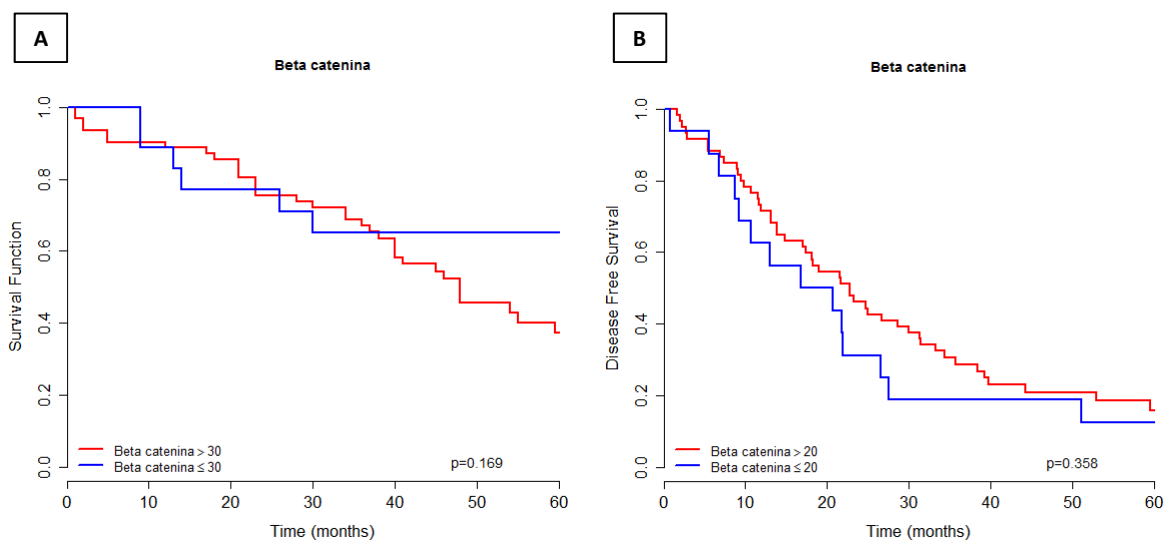 A
Beta catenina
Survival Function
1.0
0.8
0.6
0.4
0.2
0.0
Beta catenina > 30
Beta catenina ≤ 30
p=0.169
0 10 20 30 40 50 60
Time (months)
B
Beta catenina
Disease Free Survival
1.0
0.8
0.6
0.4
0.2
0.0
Beta catenina > 20
Beta catenina ≤ 20
p=0.358
0 10 20 30 40 50 60
Time (months)